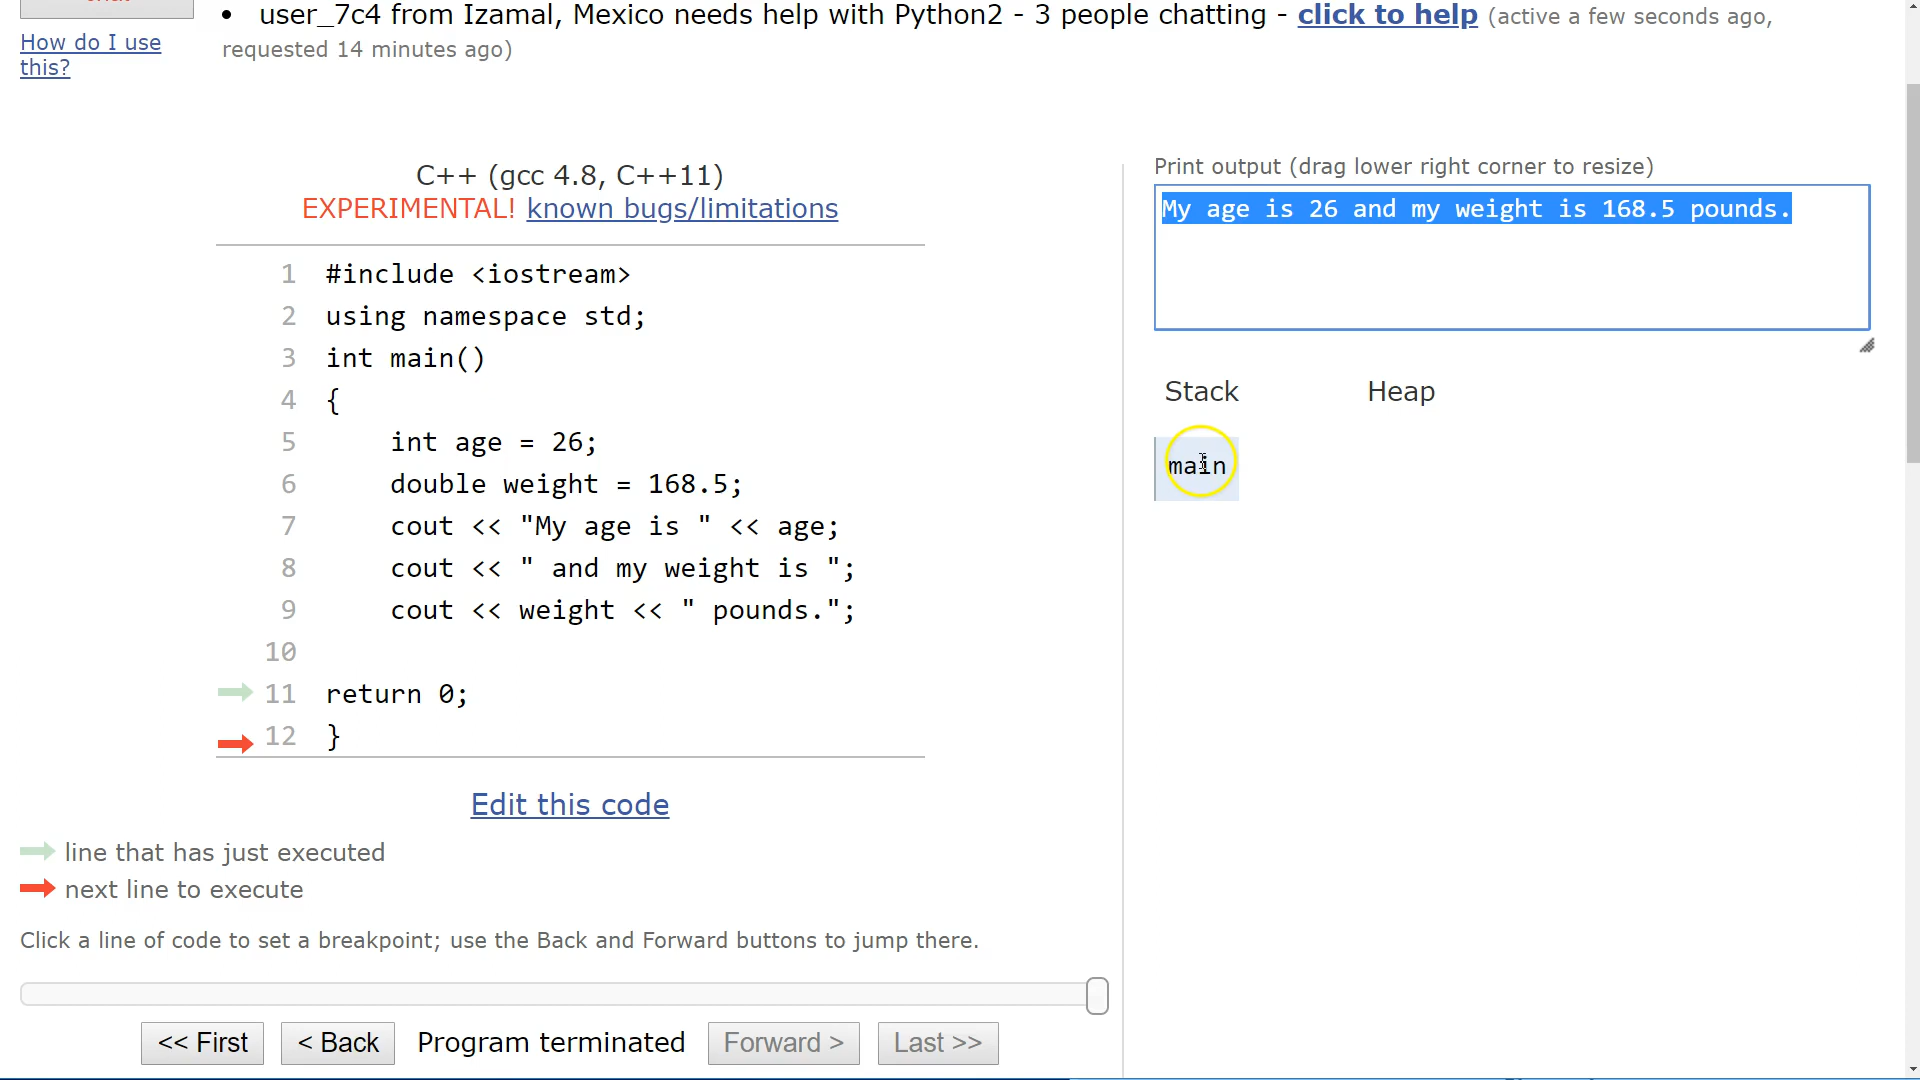 How do I use
this?
• user_7c4 from Izamal, Mexico needs help with Python2 - 3 people chatting - click to help (active a few seconds ago,
requested 14 minutes ago)
C++ (gcc 4.8, C++11)
EXPERIMENTAL! known bugs/limitations
1 #include <iostream>
2 using namespace std;
3 int main()
4 {
5     int age = 26;
6     double weight = 168.5;
7     cout << "My age is " << age;
8     cout << " and my weight is ";
9     cout << weight << " pounds.";
10
11 return 0;
12 }
Edit this code
line that has just executed
next line to execute
Click a line of code to set a breakpoint; use the Back and Forward buttons to jump there.
<< First < Back Program terminated Forward > Last >>
Print output (drag lower right corner to resize)
My age is 26 and my weight is 168.5 pounds.
Stack Heap
main